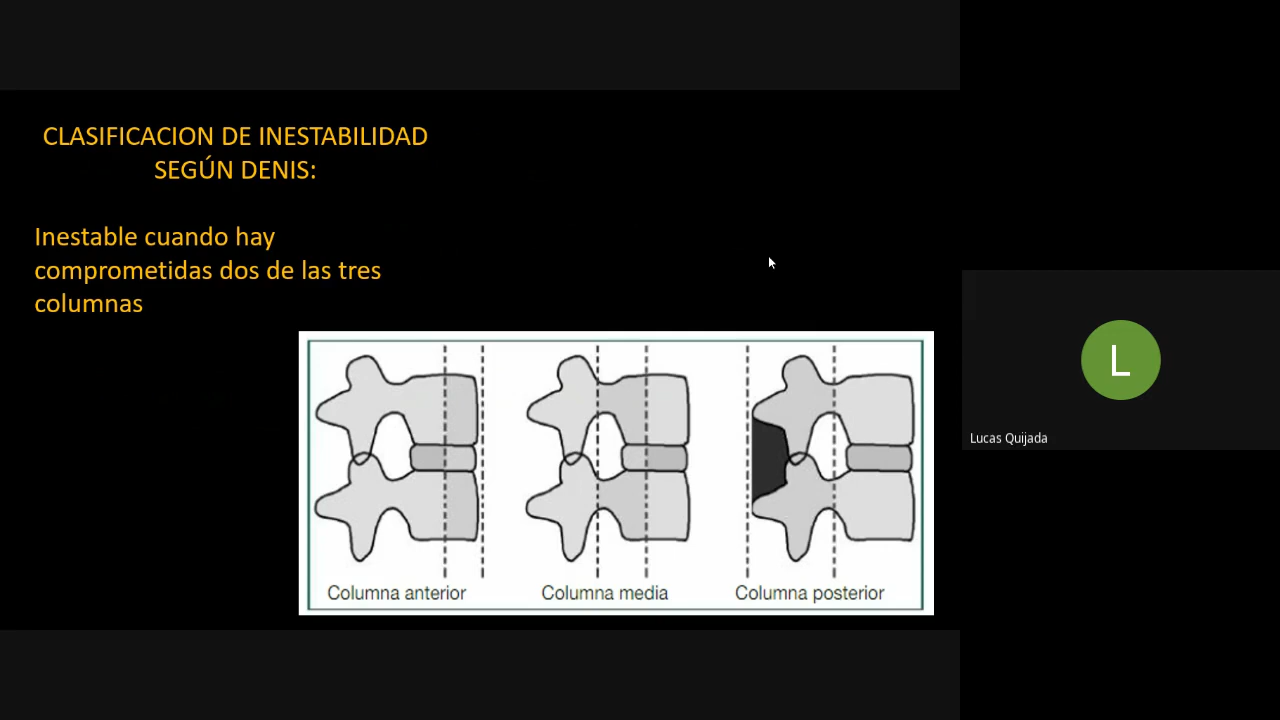 CLASIFICACION DE INESTABILIDAD
SEGÚN DENIS:
Inestable cuando hay
comprometidas dos de las tres
columnas
Columna anterior
Columna media
Columna posterior
L
Lucas Quijada